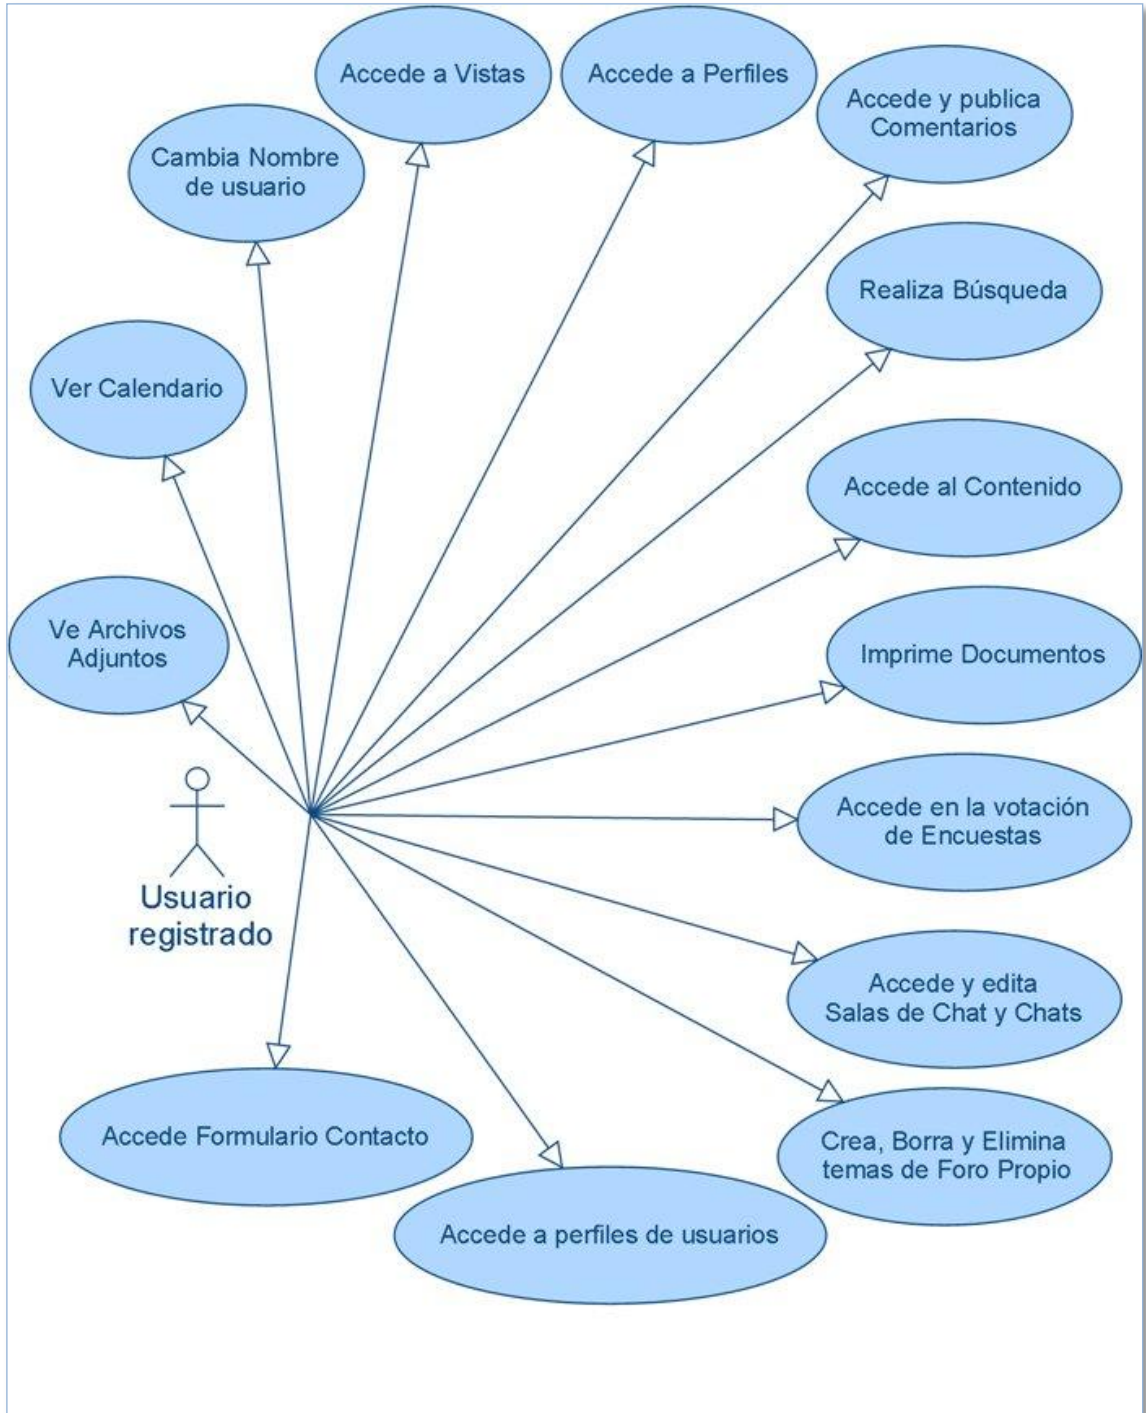 Accede a Vistas
Accede a Perfiles
Accede y publica
Comentarios
Cambia Nombre
de usuario
Realiza Búsqueda
Ver Calendario
Accede al Contenido
Ve Archivos
Adjuntos
Imprime Documentos
Accede en la votación
de Encuestas
Usuario
registrado
Accede y edita
Salas de Chat y Chats
Accede Formulario Contacto
Crea, Borra y Elimina
temas de Foro Propio
Accede a perfiles de usuarios